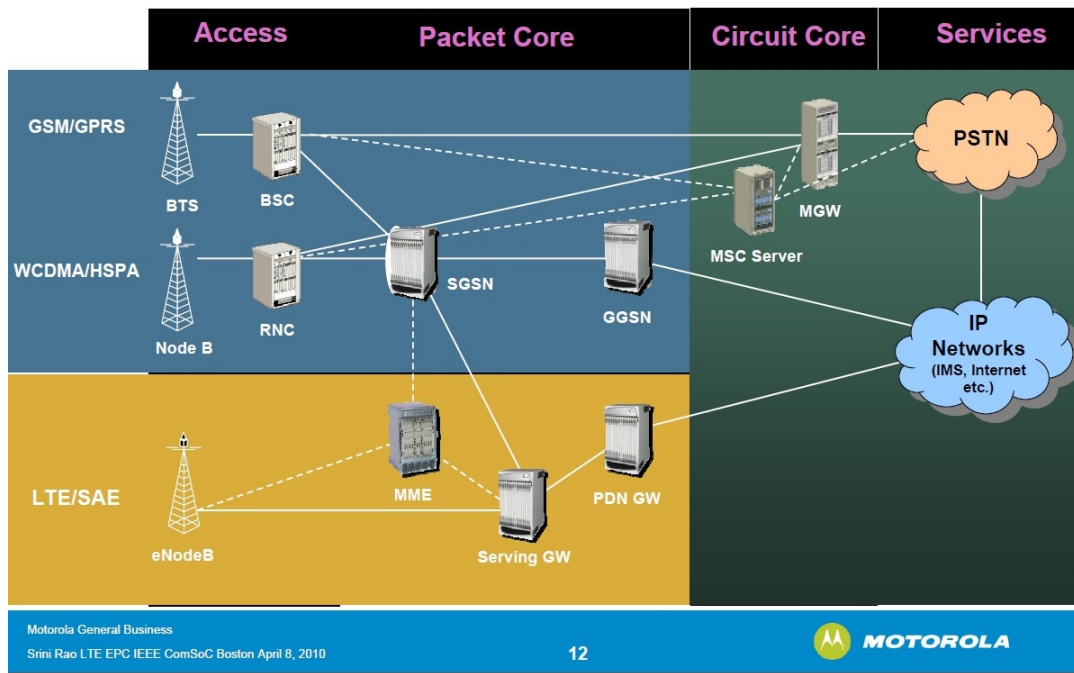 Access
Packet Core
Circuit Core
Services
GSM/GPRS
BTS
BSC
MGW
PSTN
MSC Server
WCDMA/HSPA
Node B
RNC
SGSN
GGSN
IP
Networks
(IMS, Internet
etc.)
LTE/SAE
eNodeB
MME
Serving GW
PDN GW
Motorola General Business
Srini Rao LTE EPC IEEE ComSoC Boston April 8, 2010
12
MOTOROLA